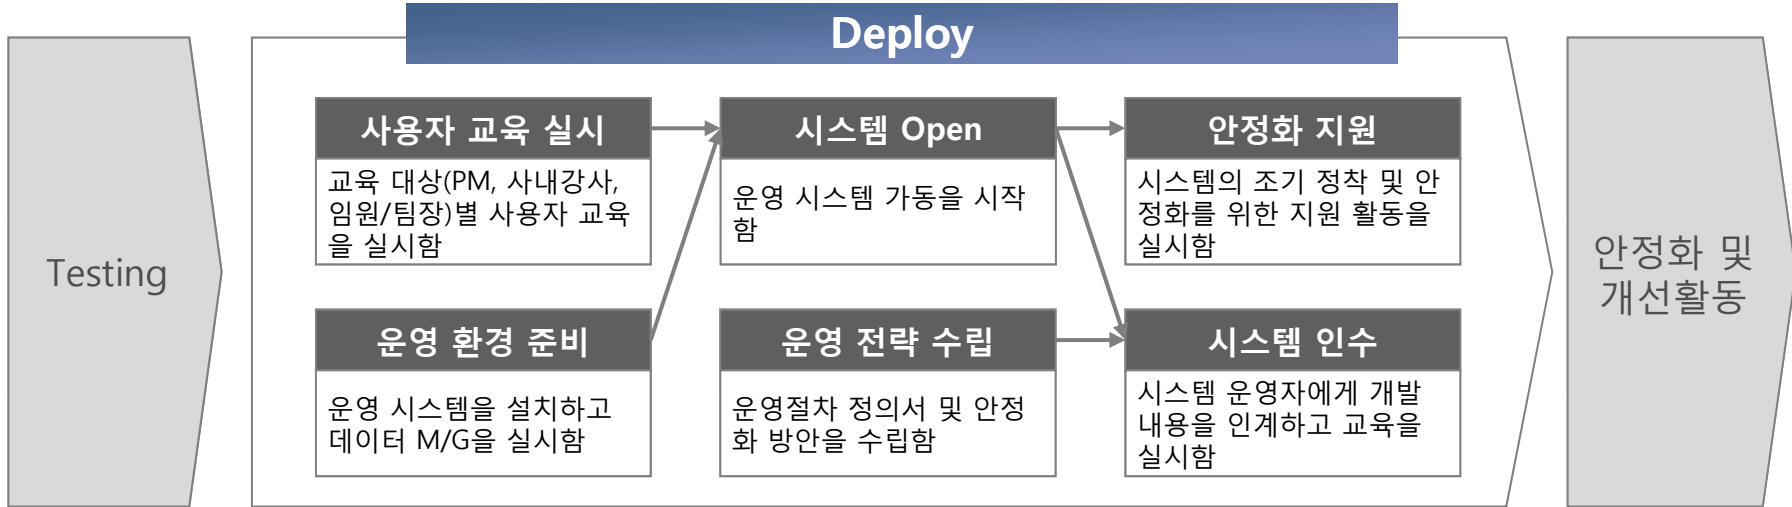 Deploy
Testing
사용자 교육 실시
교육 대상(PM, 사내강사,
임원/팀장)별 사용자 교육
을 실시함
시스템 Open
운영 시스템 가동을 시작
함
안정화 지원
시스템의 조기 정착 및 안
정화를 위한 지원 활동을
실시함
운영 환경 준비
운영 시스템을 설치하고
데이터 M/G을 실시함
운영 전략 수립
운영절차 정의서 및 안정
화 방안을 수립함
시스템 인수
시스템 운영자에게 개발
내용을 인계하고 교육을
실시함
안정화 및
개선활동